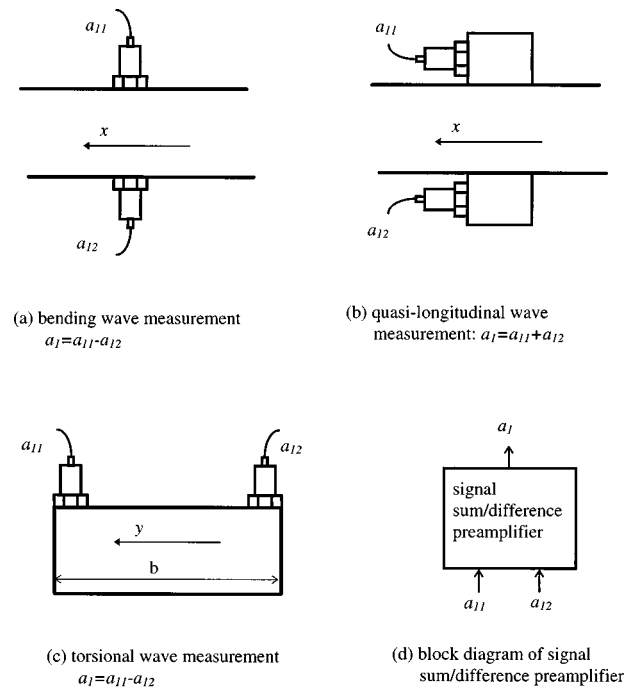 a11
a11
x
x
a12
a12
(a) bending wave measurement
a1=a11-a12
(b) quasi-longitudinal wave
measurement: a1=a11+a12
a11
a12
y
b
a1
signal
sum/difference
preamplifier
a11
a12
(c) torsional wave measurement
a1=a11-a12
(d) block diagram of signal
sum/difference preamplifier